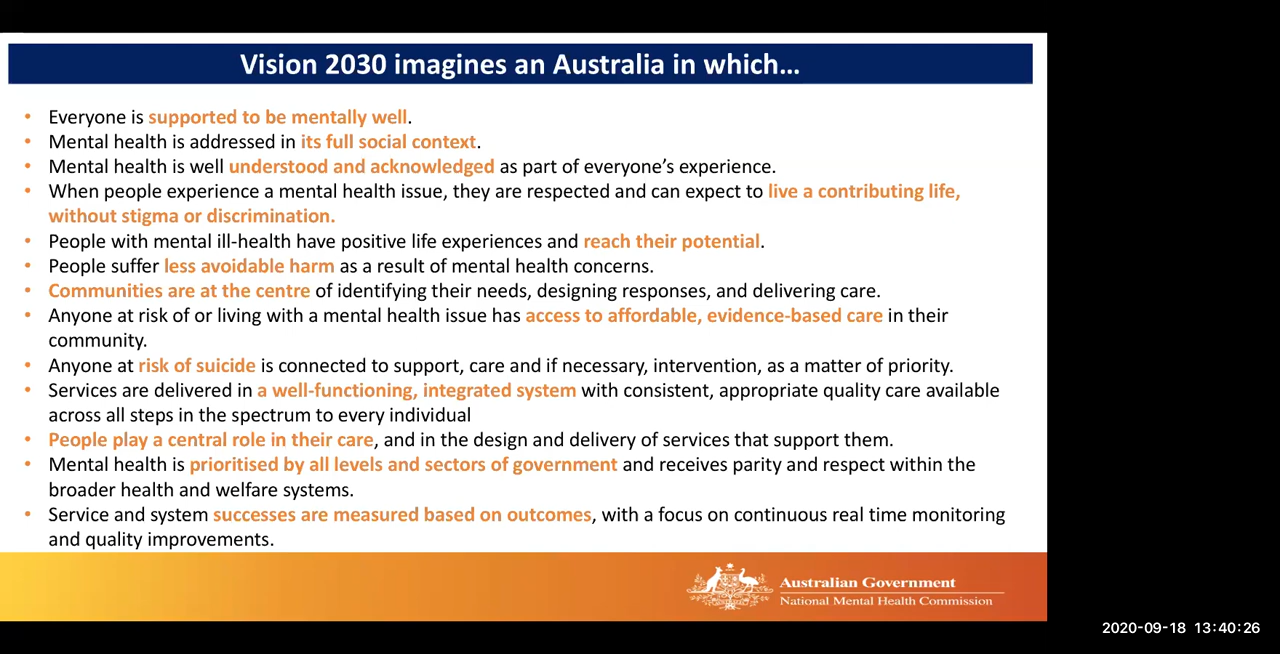 Vision 2030 imagines an Australia in which...
• Everyone is supported to be mentally well.
• Mental health is addressed in its full social context.
• Mental health is well understood and acknowledged as part of everyone's experience.
• When people experience a mental health issue, they are respected and can expect to live a contributing life,
without stigma or discrimination.
• People with mental ill-health have positive life experiences and reach their potential.
• People suffer less avoidable harm as a result of mental health concerns.
• Communities are at the centre of identifying their needs, designing responses, and delivering care.
• Anyone at risk of or living with a mental health issue has access to affordable, evidence-based care in their
community.
• Anyone at risk of suicide is connected to support, care and if necessary, intervention, as a matter of priority.
• Services are delivered in a well-functioning, integrated system with consistent, appropriate quality care available
across all steps in the spectrum to every individual
• People play a central role in their care, and in the design and delivery of services that support them.
• Mental health is prioritised by all levels and sectors of government and receives parity and respect within the
broader health and welfare systems.
• Service and system successes are measured based on outcomes, with a focus on continuous real time monitoring
and quality improvements.
Australian Government
National Mental Health Commission
2020-09-18 13:40:26